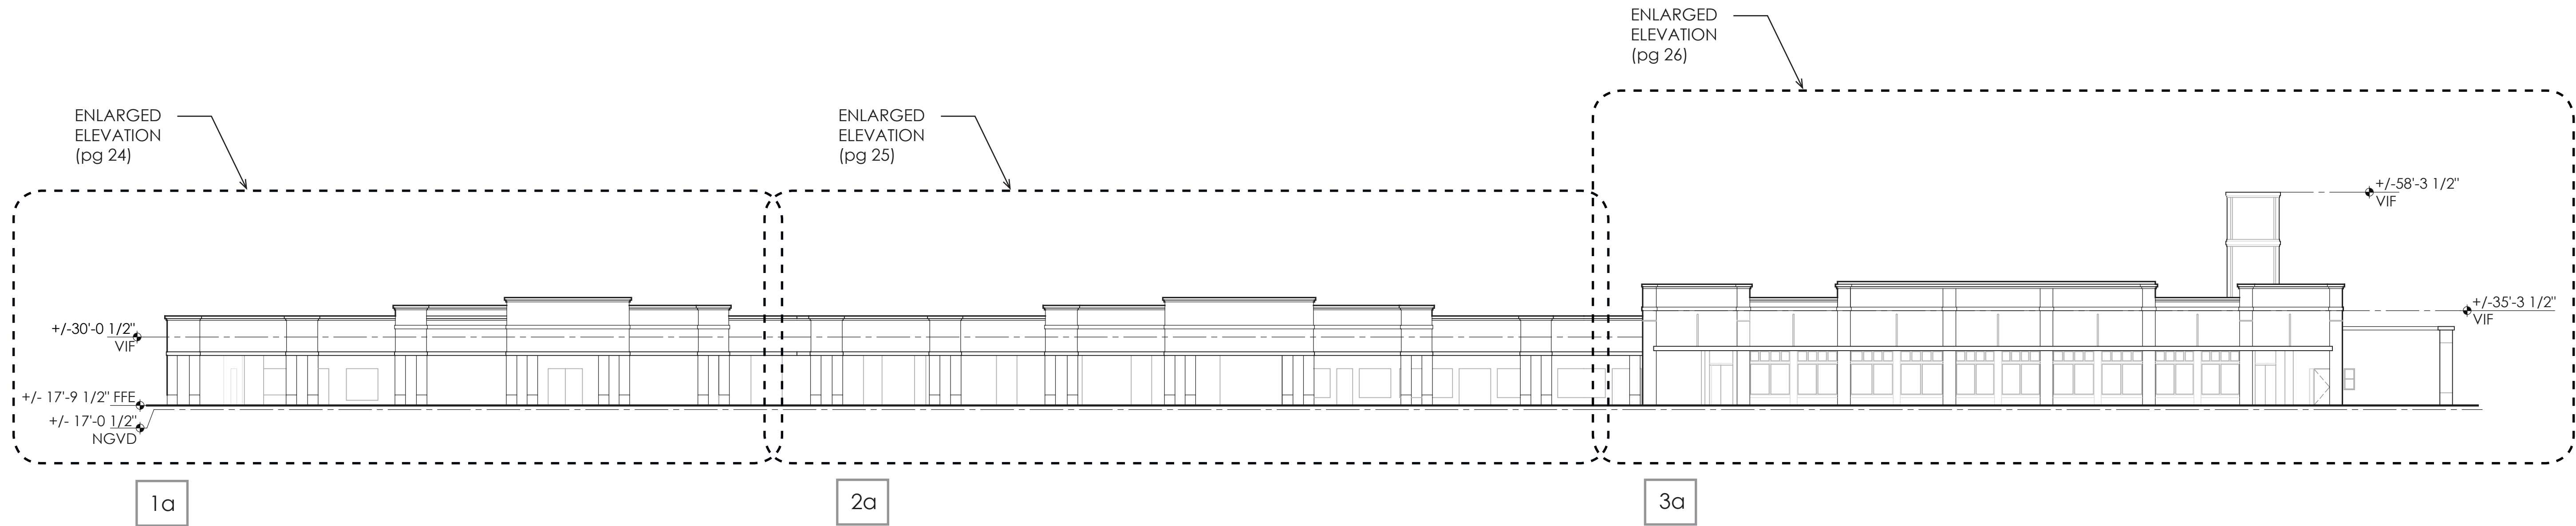 ENLARGED
ELEVATION
(pg 26)
ENLARGED
ELEVATION
(pg 24)
ENLARGED
ELEVATION
(pg 25)
+/-58'-3 1/2"
VIF
+/-30'-0 1/2"
VIF
+/-35'-3 1/2"
VIF
+/- 17'-9 1/2" FFE
+/- 17'-0 1/2"
NGVD
1a
2a
3a